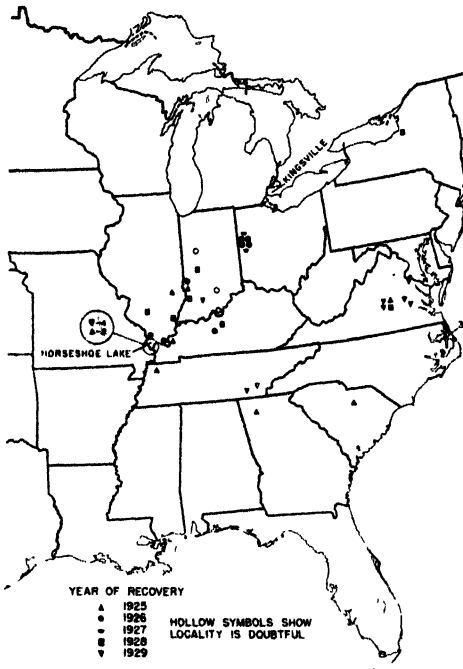 KINGSVILLE
HORSESHOE LAKE
YEAR OF RECOVERY
1925
1926
1927
1928
1929
HOLLOW SYMBOLS SHOW
LOCALITY IS DOUBTFUL